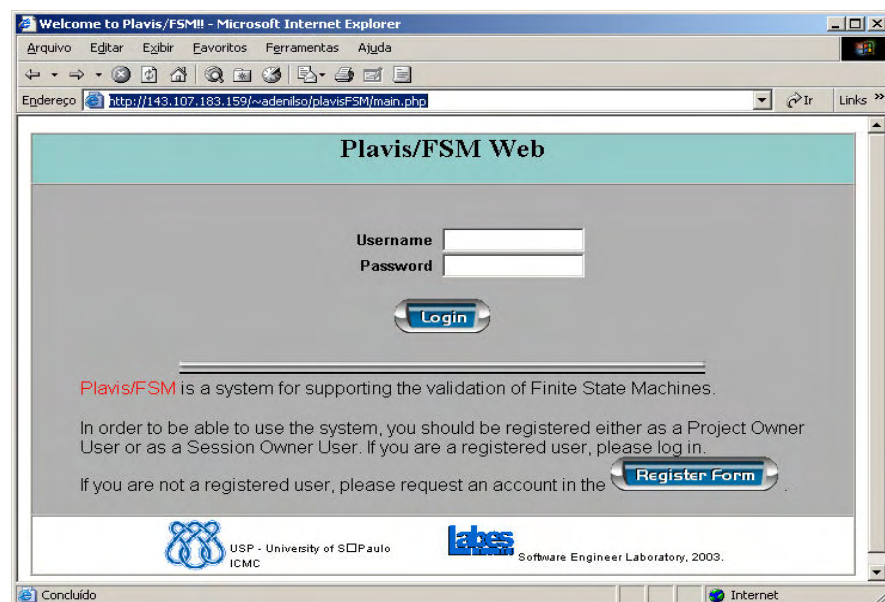 Welcome to Plavis/FSM!! - Microsoft Internet Explorer
Arquivo Editar Exibir Favoritos Ferramentas Ajuda
Endereço http://143.107.183.159/~adenilso/plavisFSM/main.php Ir Links »
Plavis/FSM Web
Username
Password
Login
Plavis/FSM is a system for supporting the validation of Finite State Machines.
In order to be able to use the system, you should be registered either as a Project Owner
User or as a Session Owner User. If you are a registered user, please log in.
If you are not a registered user, please request an account in the Register Form .
USP - University of S□Paulo
ICMC
labes
Software Engineer Laboratory, 2003.
Concluído Internet